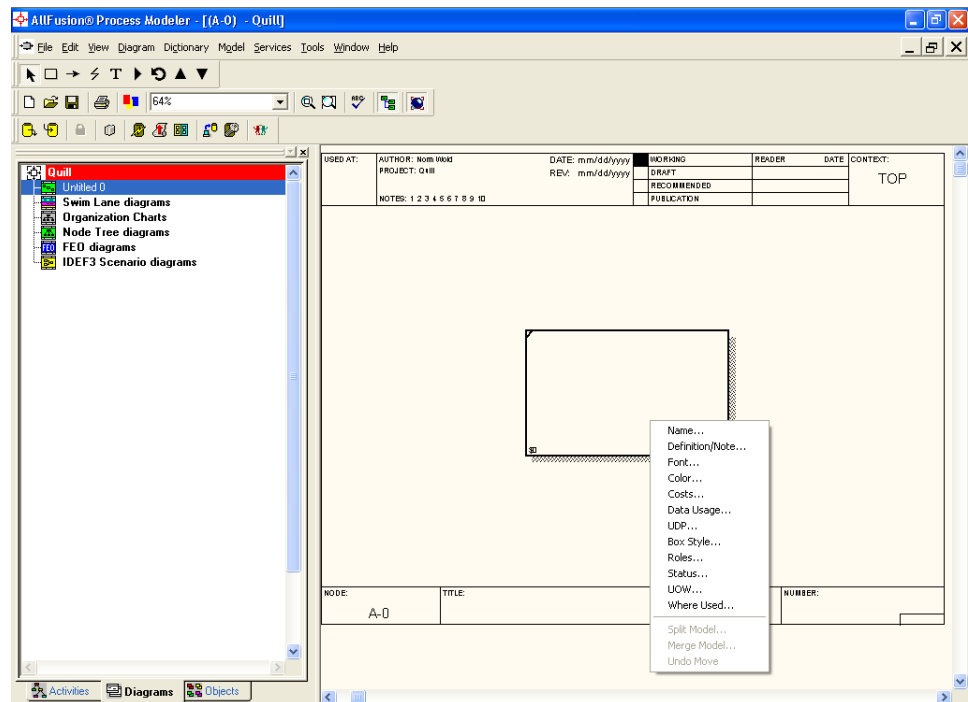 AllFusion® Process Modeler - [(A-0) - Quill]
File Edit View Diagram Dictionary Model Services Tools Window Help
T
64%
ABC
Quill
Untitled 0
Swim Lane diagrams
Organization Charts
Node Tree diagrams
FEO FEO diagrams
IDEF3 Scenario diagrams
Activities Diagrams Objects
USED AT: AUTHOR: Norm Wold DATE: mm/dd/yyyy WORKING READER DATE CONTEXT:
PROJECT: Quill REV: mm/dd/yyyy DRAFT TOP
RECOMMENDED
NOTES: 1 2 3 4 5 6 7 8 9 10 PUBLICATION
$0
Name...
Definition/Note...
Font...
Color...
Costs...
Data Usage...
UDP...
Box Style...
Roles...
Status...
UOW...
Where Used...
Split Model...
Merge Model...
Undo Move
NODE: TITLE: NUMBER:
A-0